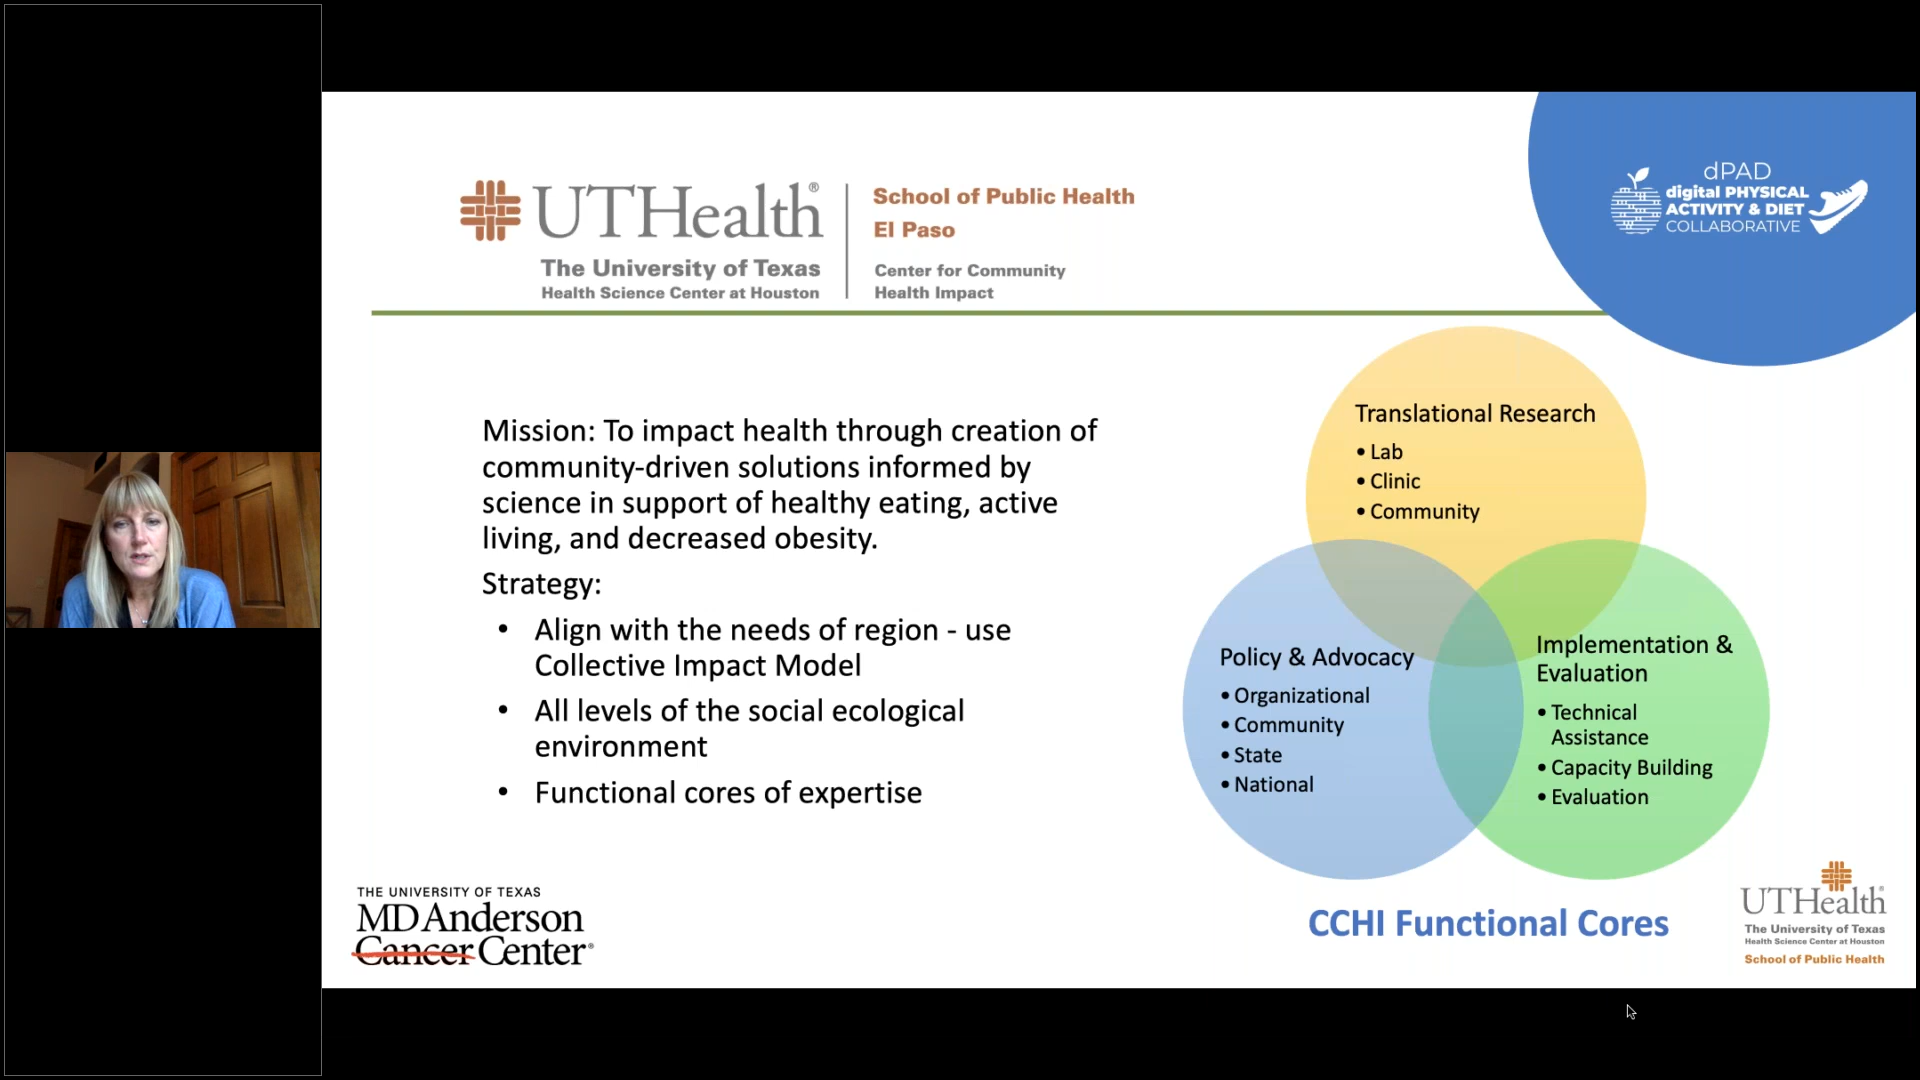 UTHealth®
The University of Texas
Health Science Center at Houston
School of Public Health
El Paso
Center for Community
Health Impact
dPAD
digital PHYSICAL
ACTIVITY & DIET
COLLABORATIVE
Mission: To impact health through creation of
community-driven solutions informed by
science in support of healthy eating, active
living, and decreased obesity.
Strategy:
• Align with the needs of region - use
Collective Impact Model
• All levels of the social ecological
environment
• Functional cores of expertise
Translational Research
• Lab
• Clinic
• Community
Policy & Advocacy
• Organizational
• Community
• State
• National
Implementation &
Evaluation
• Technical
Assistance
• Capacity Building
• Evaluation
CCHI Functional Cores
THE UNIVERSITY OF TEXAS
MD Anderson
Cancer Center®
UTHealth®
The University of Texas
Health Science Center at Houston
School of Public Health